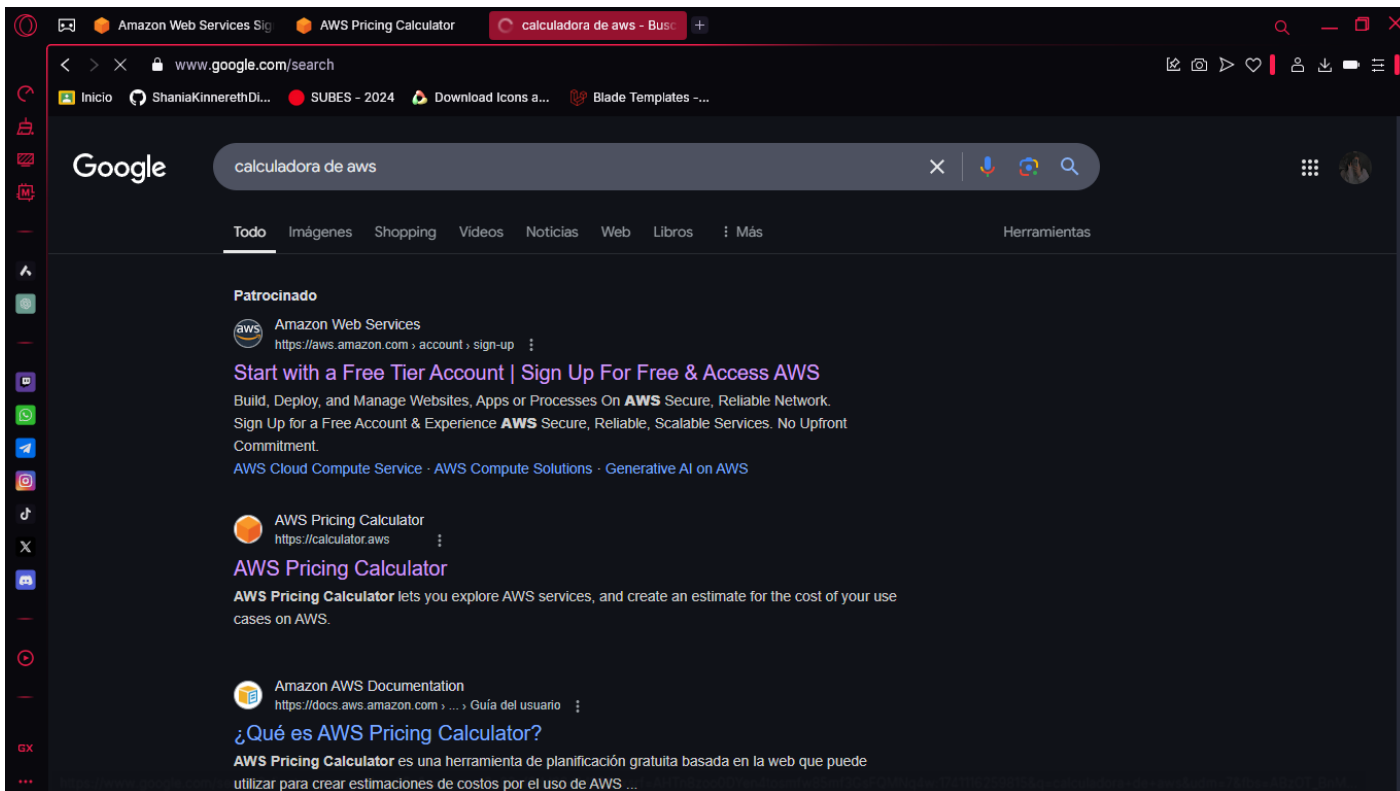 Amazon Web Services Sig
AWS Pricing Calculator
calculadora de aws - Busc
www.google.com/search
Inicio
ShaniaKinnerethDi...
SUBES - 2024
Download Icons a...
Blade Templates -...
Google
calculadora de aws
Todo
Imágenes
Shopping
Videos
Noticias
Web
Libros
Más
Herramientas
Patrocinado
aws
Amazon Web Services
https://aws.amazon.com › account › sign-up
Start with a Free Tier Account | Sign Up For Free & Access AWS
Build, Deploy, and Manage Websites, Apps or Processes On AWS Secure, Reliable Network.
Sign Up for a Free Account & Experience AWS Secure, Reliable, Scalable Services. No Upfront
Commitment.
AWS Cloud Compute Service · AWS Compute Solutions · Generative AI on AWS
AWS Pricing Calculator
https://calculator.aws
AWS Pricing Calculator
AWS Pricing Calculator lets you explore AWS services, and create an estimate for the cost of your use
cases on AWS.
Amazon AWS Documentation
https://docs.aws.amazon.com › ... › Guía del usuario
¿Qué es AWS Pricing Calculator?
AWS Pricing Calculator es una herramienta de planificación gratuita basada en la web que puede
utilizar para crear estimaciones de costos por el uso de AWS ...
M
GX